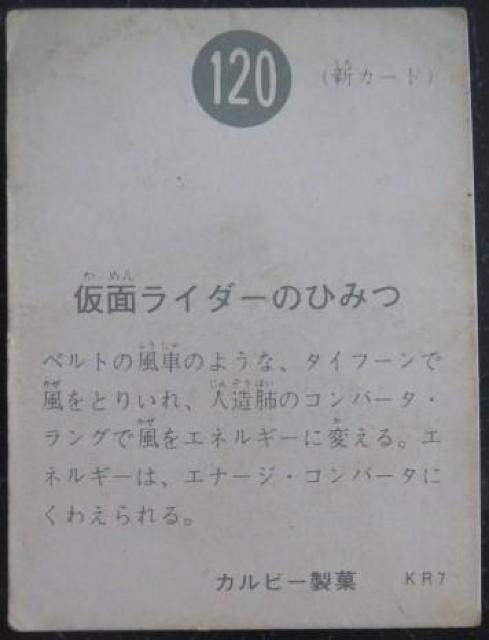 120
(新カード)
仮面ライダーのひみつ
ベルトの風車のような、タイフーンで
風をとりいれ、人造肺のコンバータ・
ラングで風をエネルギーに変える。エ
ネルギーは、エナージ・コンバータに
くわえられる。
カルビー製菓 KR7